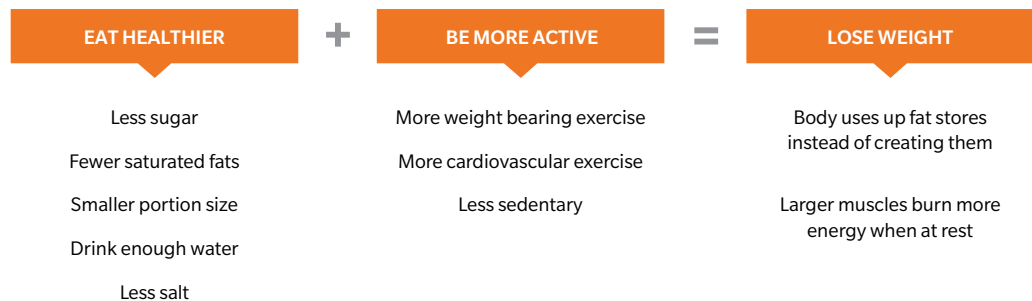 EAT HEALTHIER
+
BE MORE ACTIVE
=
LOSE WEIGHT
Less sugar
Fewer saturated fats
Smaller portion size
Drink enough water
Less salt
More weight bearing exercise
More cardiovascular exercise
Less sedentary
Body uses up fat stores
instead of creating them
Larger muscles burn more
energy when at rest